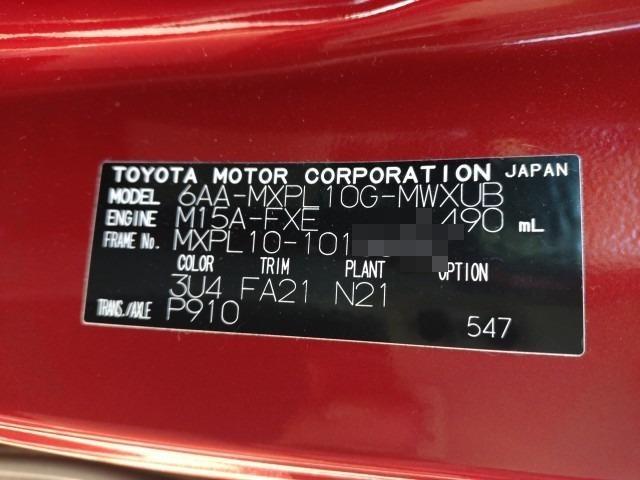 TOYOTA MOTOR CORPORATION JAPAN
MODEL 6AA-MXPL10G-MWXUB
ENGINE M15A-FXE 490 mL
FRAME No. MXPL10-101
COLOR TRIM PLANT OPTION
3U4 FA21 N21
TRANS./AXLE P910
547